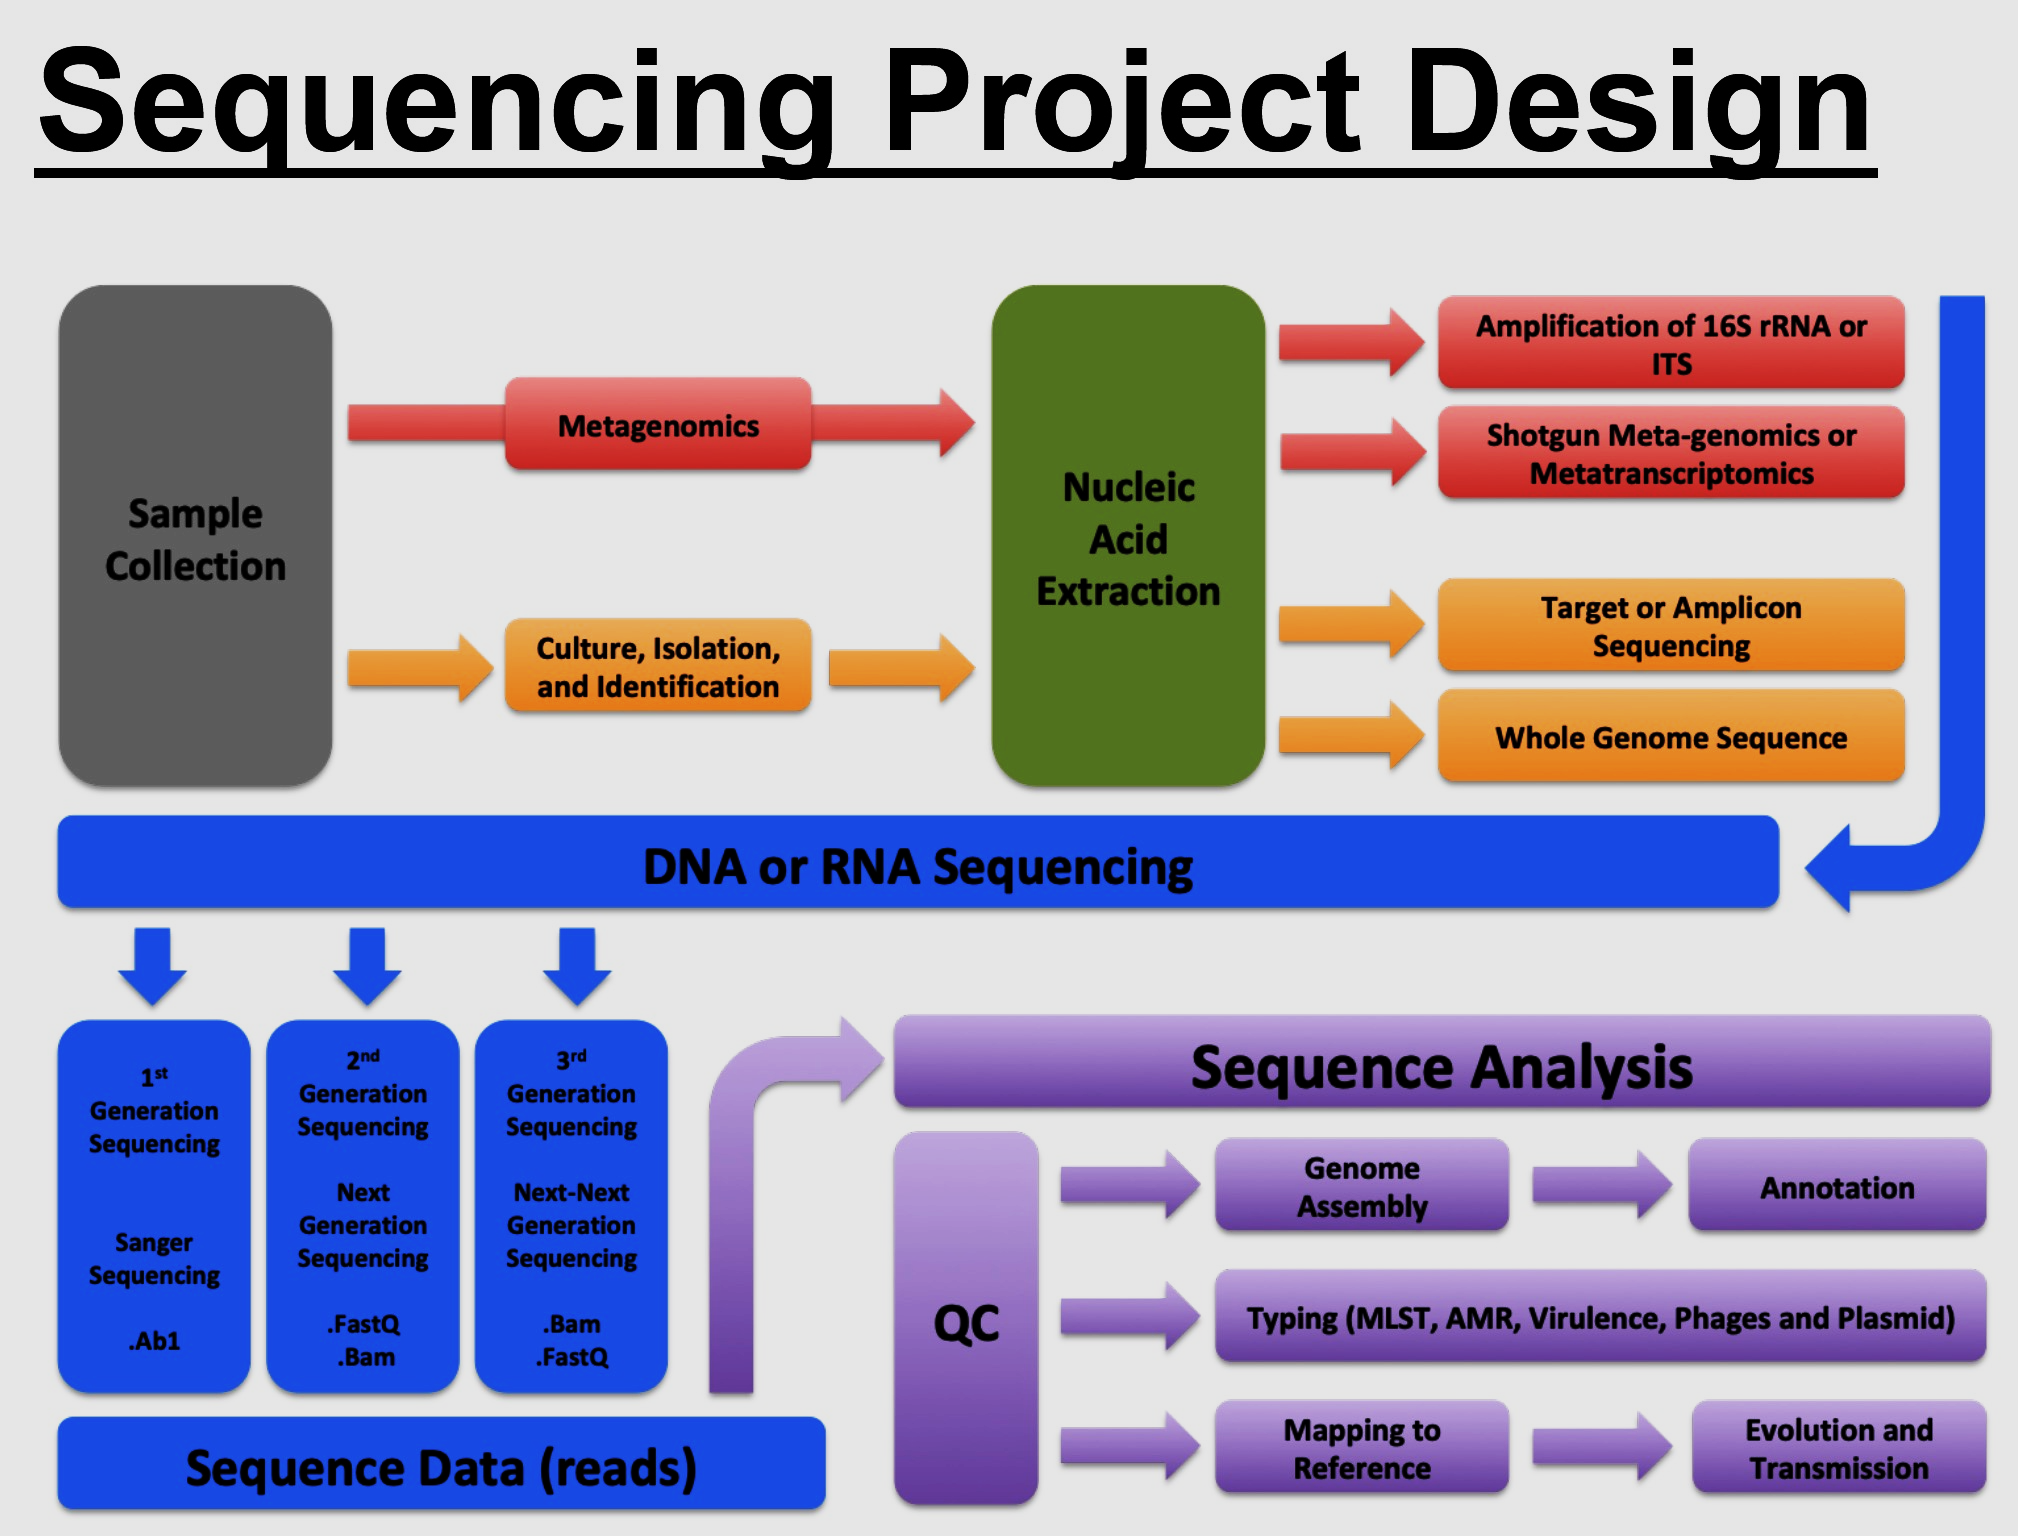 Sequencing Project Design
Sample
Collection
Metagenomics
Culture, Isolation,
and Identification
Nucleic
Acid
Extraction
Amplification of 16S rRNA or
ITS
Shotgun Meta-genomics or
Metatranscriptomics
Target or Amplicon
Sequencing
Whole Genome Sequence
DNA or RNA Sequencing
1st
Generation
Sequencing
Sanger
Sequencing
.Ab1
2nd
Generation
Sequencing
Next
Generation
Sequencing
.FastQ
.Bam
3rd
Generation
Sequencing
Next-Next
Generation
Sequencing
.Bam
.FastQ
Sequence Data (reads)
Sequence Analysis
QC
Genome
Assembly
Annotation
Typing (MLST, AMR, Virulence, Phages and Plasmid)
Mapping to
Reference
Evolution and
Transmission